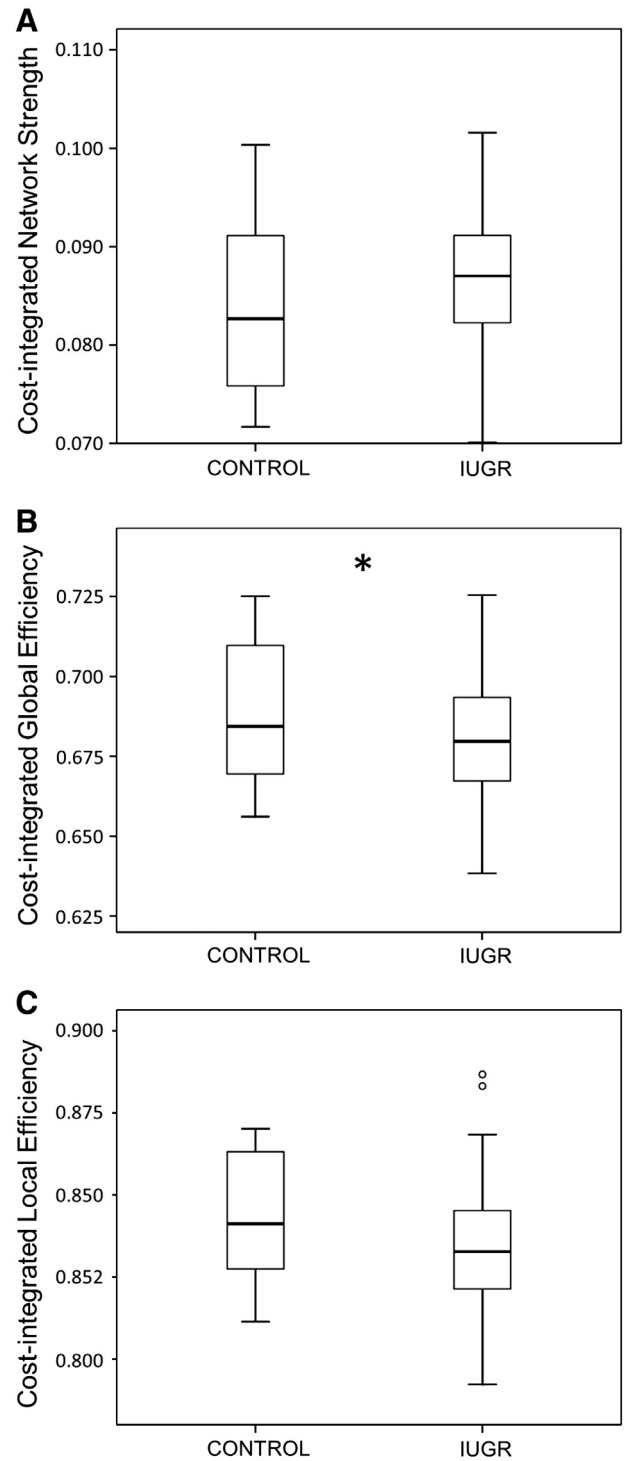 A
Cost-integrated Network Strength
0.110
0.100
0.090
0.080
0.070
CONTROL IUGR
B
Cost-integrated Global Efficiency
*
0.725
0.700
0.675
0.650
0.625
CONTROL IUGR
C
Cost-integrated Local Efficiency
0.900
0.875
0.850
0.852
0.800
CONTROL IUGR